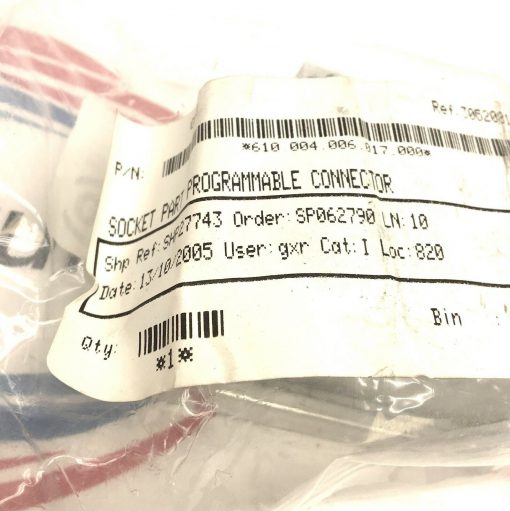 Ref.
P/N:
*610 004.006.017.000*
SOCKET PART PROGRAMMABLE CONNECTOR
Shp Ref: Order:SP062790 LN:10
Date:13/10/2005 User:gxr Cat:I Loc:820
Qty:
Bin
*1*